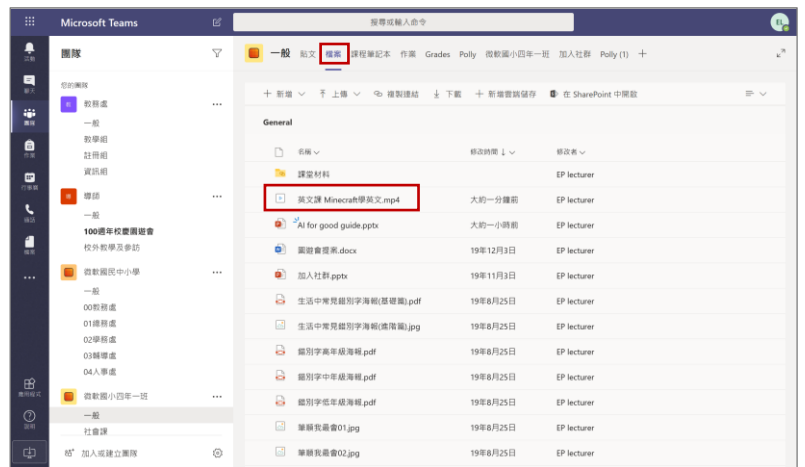 Microsoft Teams
搜尋或輸入命令
EL
活動
聊天
團隊
作業
行事曆
通話
檔案
應用程式
說明
團隊
您的團隊
教務處
一般
教學組
註冊組
資訊組
導師
一般
100週年校慶園遊會
校外教學及參訪
微軟國民中小學
一般
00教務處
01總務處
02學務處
03輔導處
04人事處
微軟國小四年一班
一般
社會課
加入或建立團隊
一般 貼文 檔案 課程筆記本 作業 Grades Polly 微軟國小四年一班 加入社群 Polly (1)
新增 上傳 複製連結 下載 新增雲端儲存 在 SharePoint 中開啟
General
名稱 修改時間 修改者
課堂材料 EP lecturer
英文課 Minecraft學英文.mp4 大約一分鐘前 EP lecturer
AI for good guide.pptx 大約一小時前 EP lecturer
園遊會提案.docx 19年12月3日 EP lecturer
加入社群.pptx 19年11月3日 EP lecturer
生活中常見錯別字海報(基礎篇).pdf 19年8月25日 EP lecturer
生活中常見錯別字海報(進階篇).jpg 19年8月25日 EP lecturer
錯別字高年級海報.pdf 19年8月25日 EP lecturer
錯別字中年級海報.pdf 19年8月25日 EP lecturer
錯別字低年級海報.pdf 19年8月25日 EP lecturer
筆順我最會01.jpg 19年8月25日 EP lecturer
筆順我最會02.jpg 19年8月25日 EP lecturer